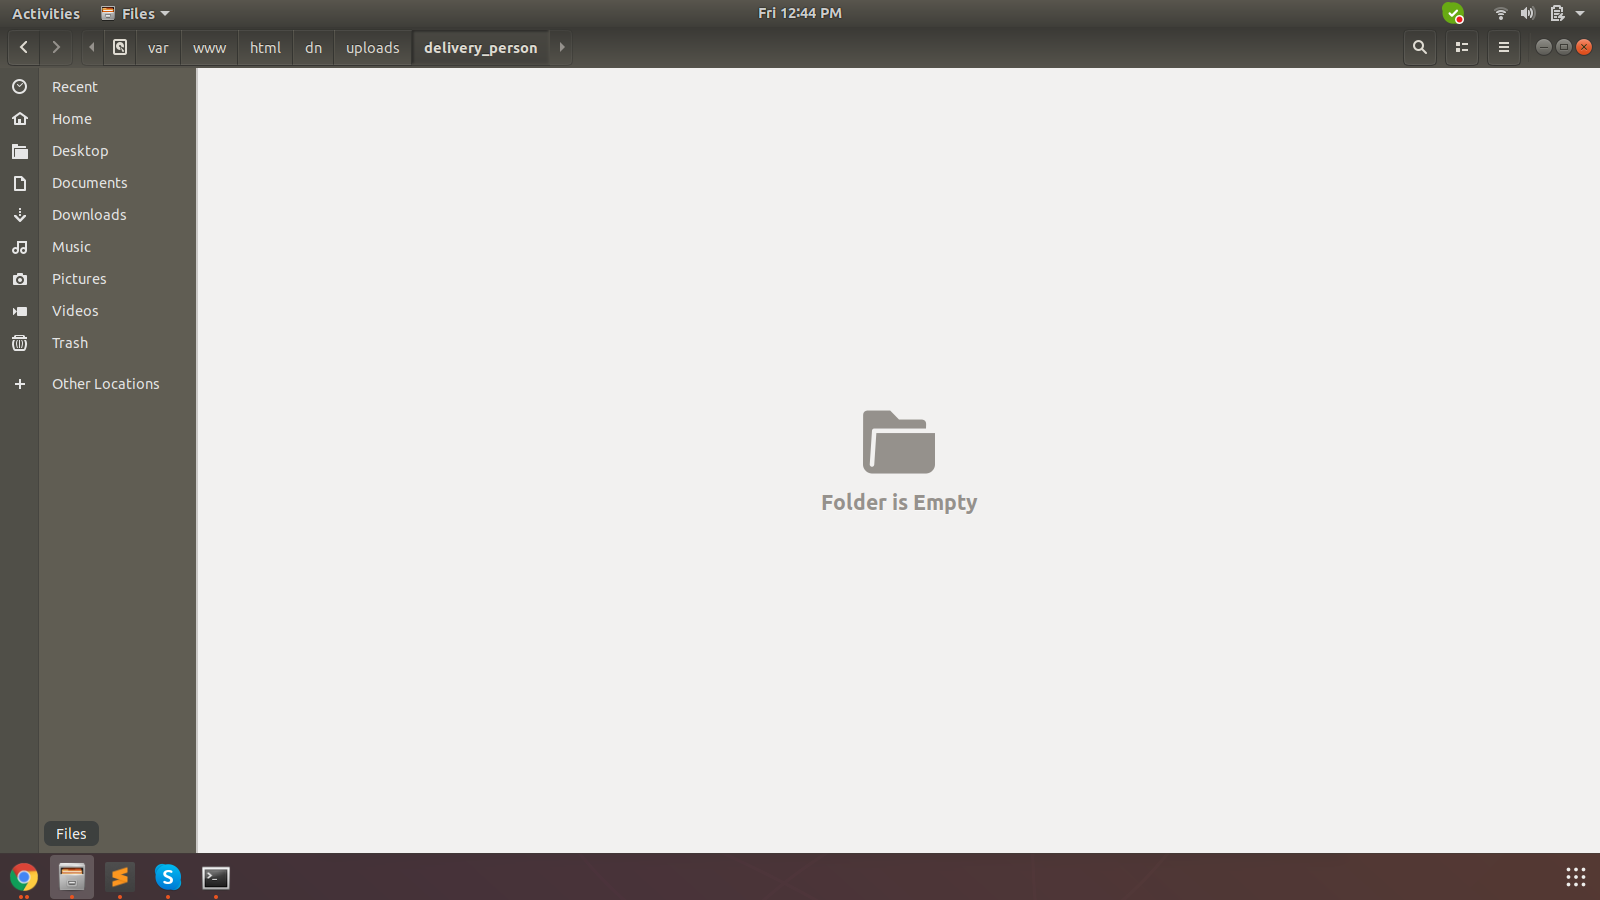 Activities Files Fri 12:44 PM
var www html dn uploads delivery_person
Recent
Home
Desktop
Documents
Downloads
Music
Pictures
Videos
Trash
Other Locations
Folder is Empty
Files